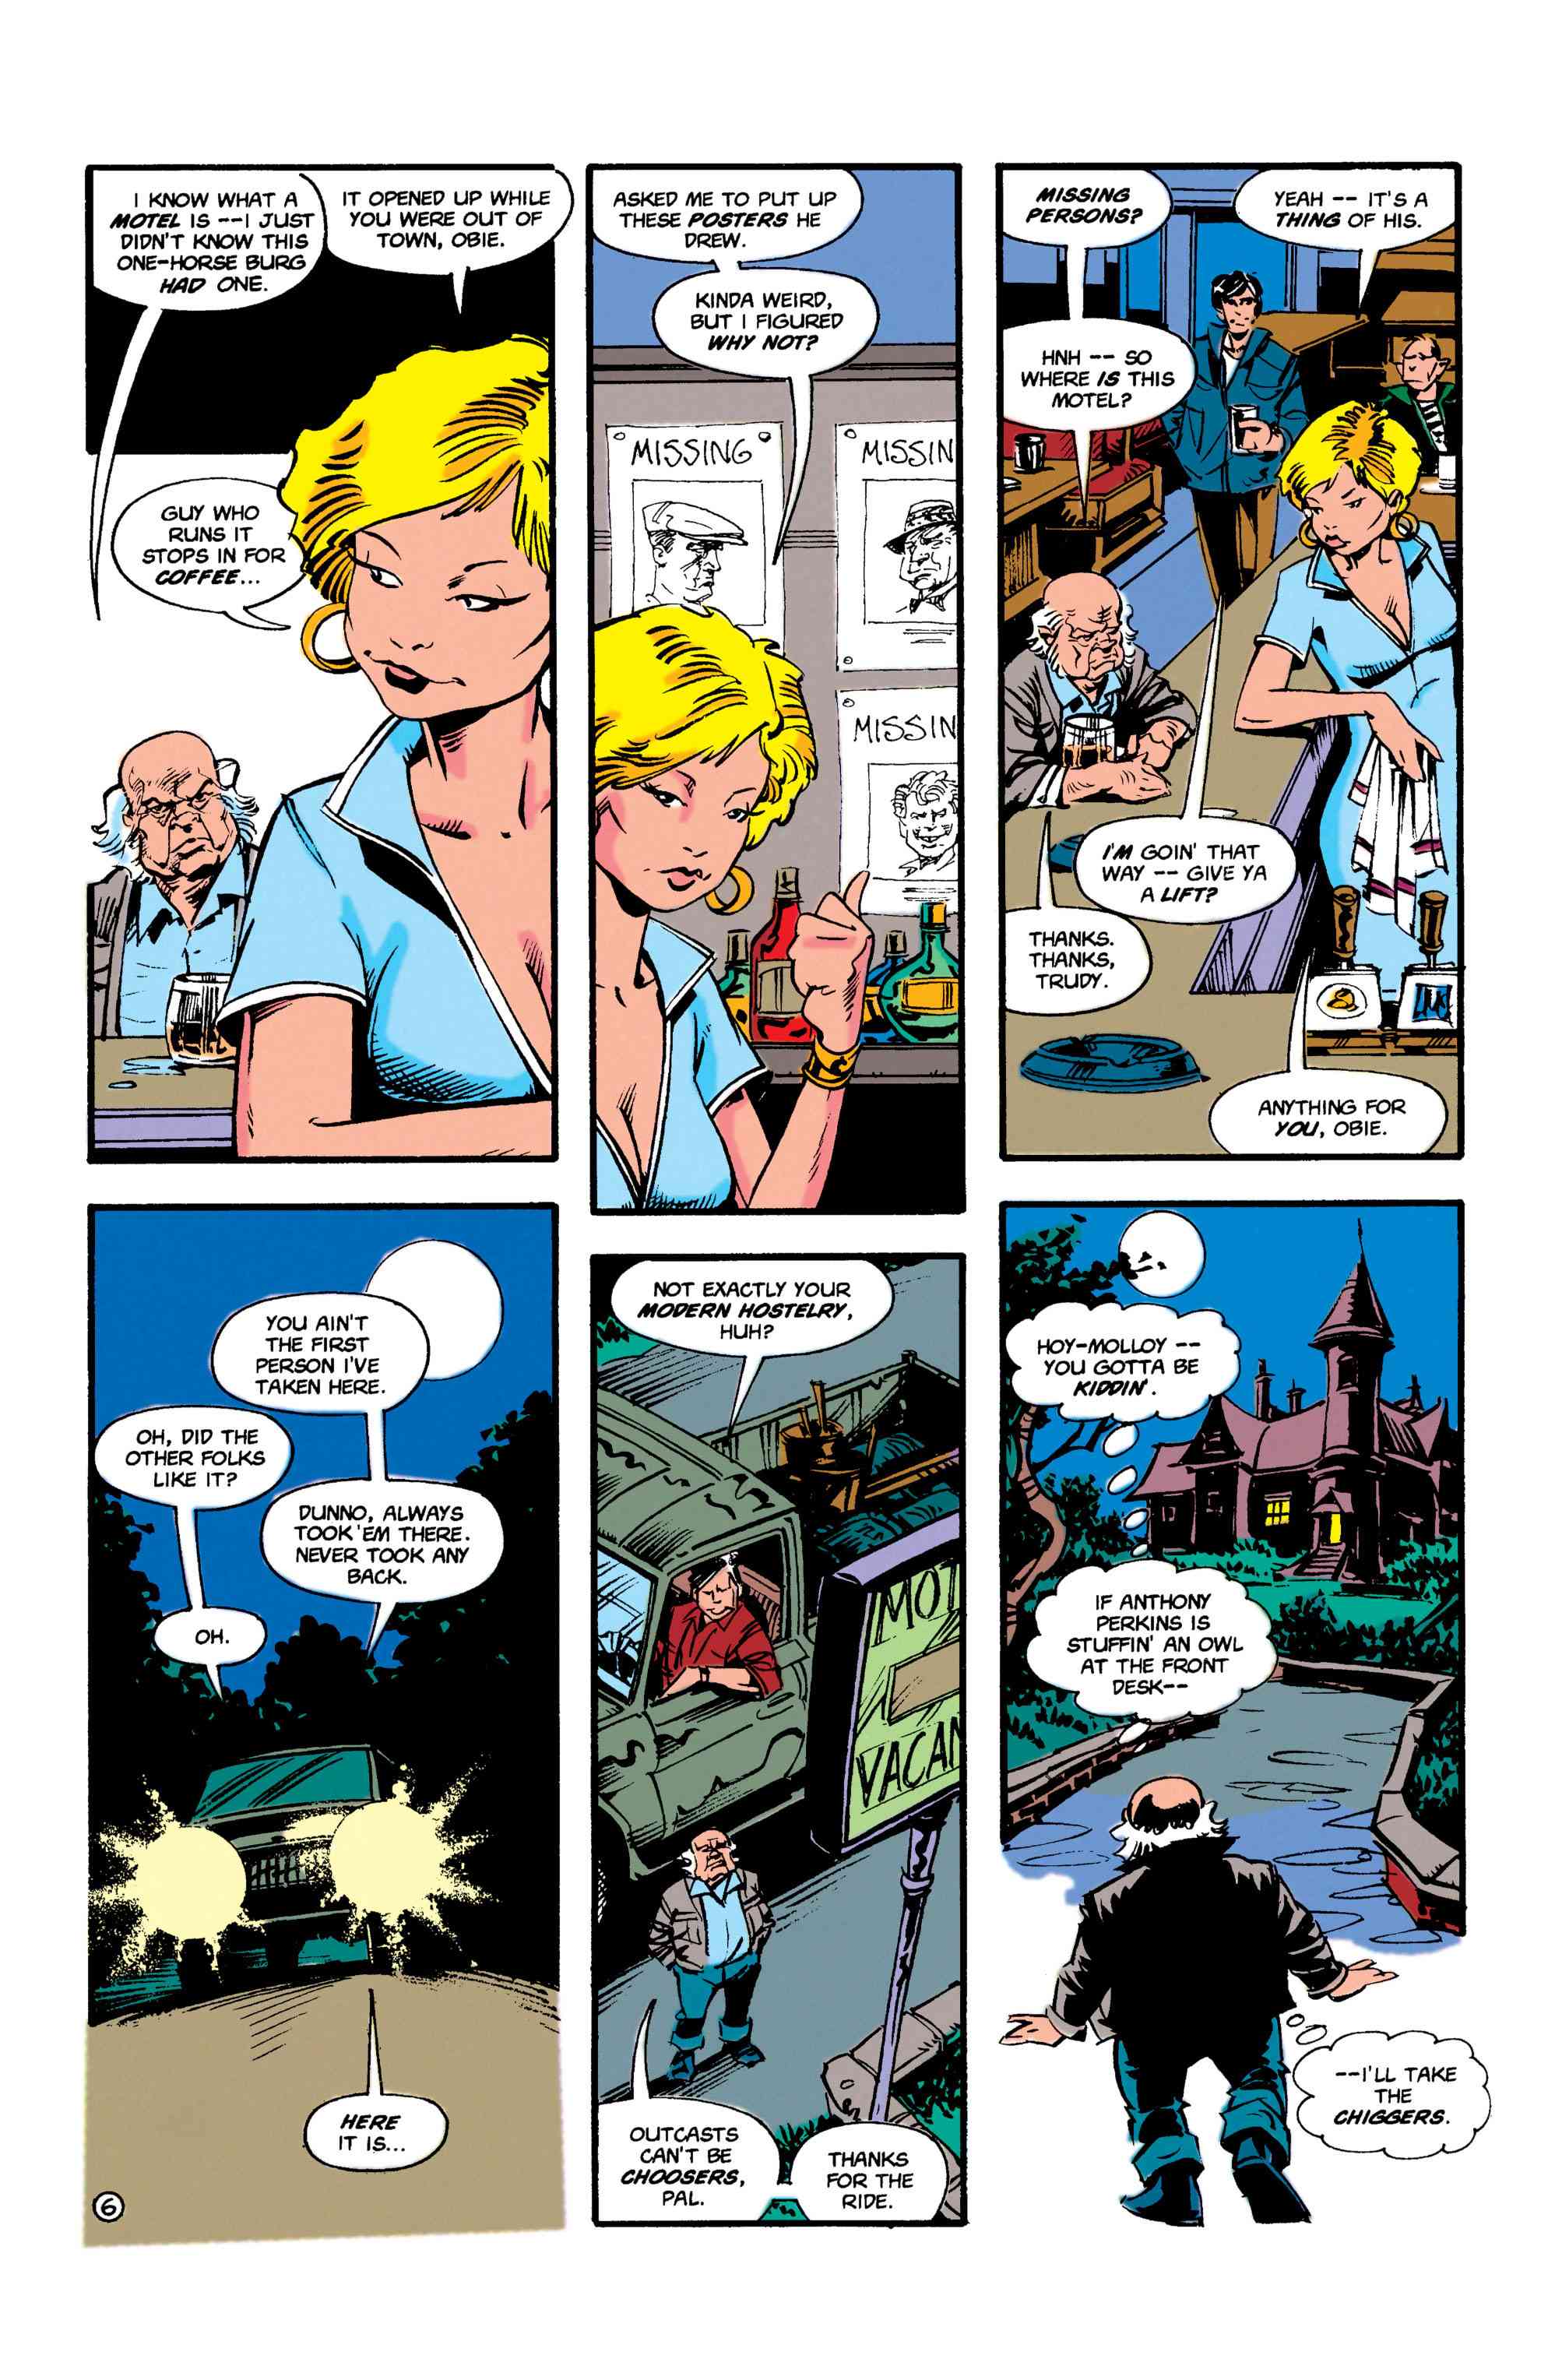 I KNOW WHAT A
MOTEL IS -- I JUST
DIDN'T KNOW THIS
ONE-HORSE BURG
HAD ONE.
IT OPENED UP WHILE
YOU WERE OUT OF
TOWN, OBIE.
GUY WHO
RUNS IT
STOPS IN FOR
COFFEE...
ASKED ME TO PUT UP
THESE POSTERS HE
DREW.
KINDA WEIRD,
BUT I FIGURED
WHY NOT?
MISSING
MISSIN
MISSIN
MISSING
PERSONS?
YEAH -- IT'S A
THING OF HIS.
HNH -- SO
WHERE IS THIS
MOTEL?
I'M GOIN' THAT
WAY -- GIVE YA
A LIFT?
THANKS.
THANKS,
TRUDY.
ANYTHING FOR
YOU, OBIE.
YOU AIN'T
THE FIRST
PERSON I'VE
TAKEN HERE.
OH, DID THE
OTHER FOLKS
LIKE IT?
DUNNO, ALWAYS
TOOK 'EM THERE.
NEVER TOOK ANY
BACK.
OH.
HERE
IT IS...
6
NOT EXACTLY YOUR
MODERN HOSTELRY,
HUH?
MOT
VACAN
OUTCASTS
CAN'T BE
CHOOSERS,
PAL.
THANKS
FOR THE
RIDE.
HOY-MOLLOY --
YOU GOTTA BE
KIDDIN'.
IF ANTHONY
PERKINS IS
STUFFIN' AN OWL
AT THE FRONT
DESK--
--I'LL TAKE
THE
CHIGGERS.